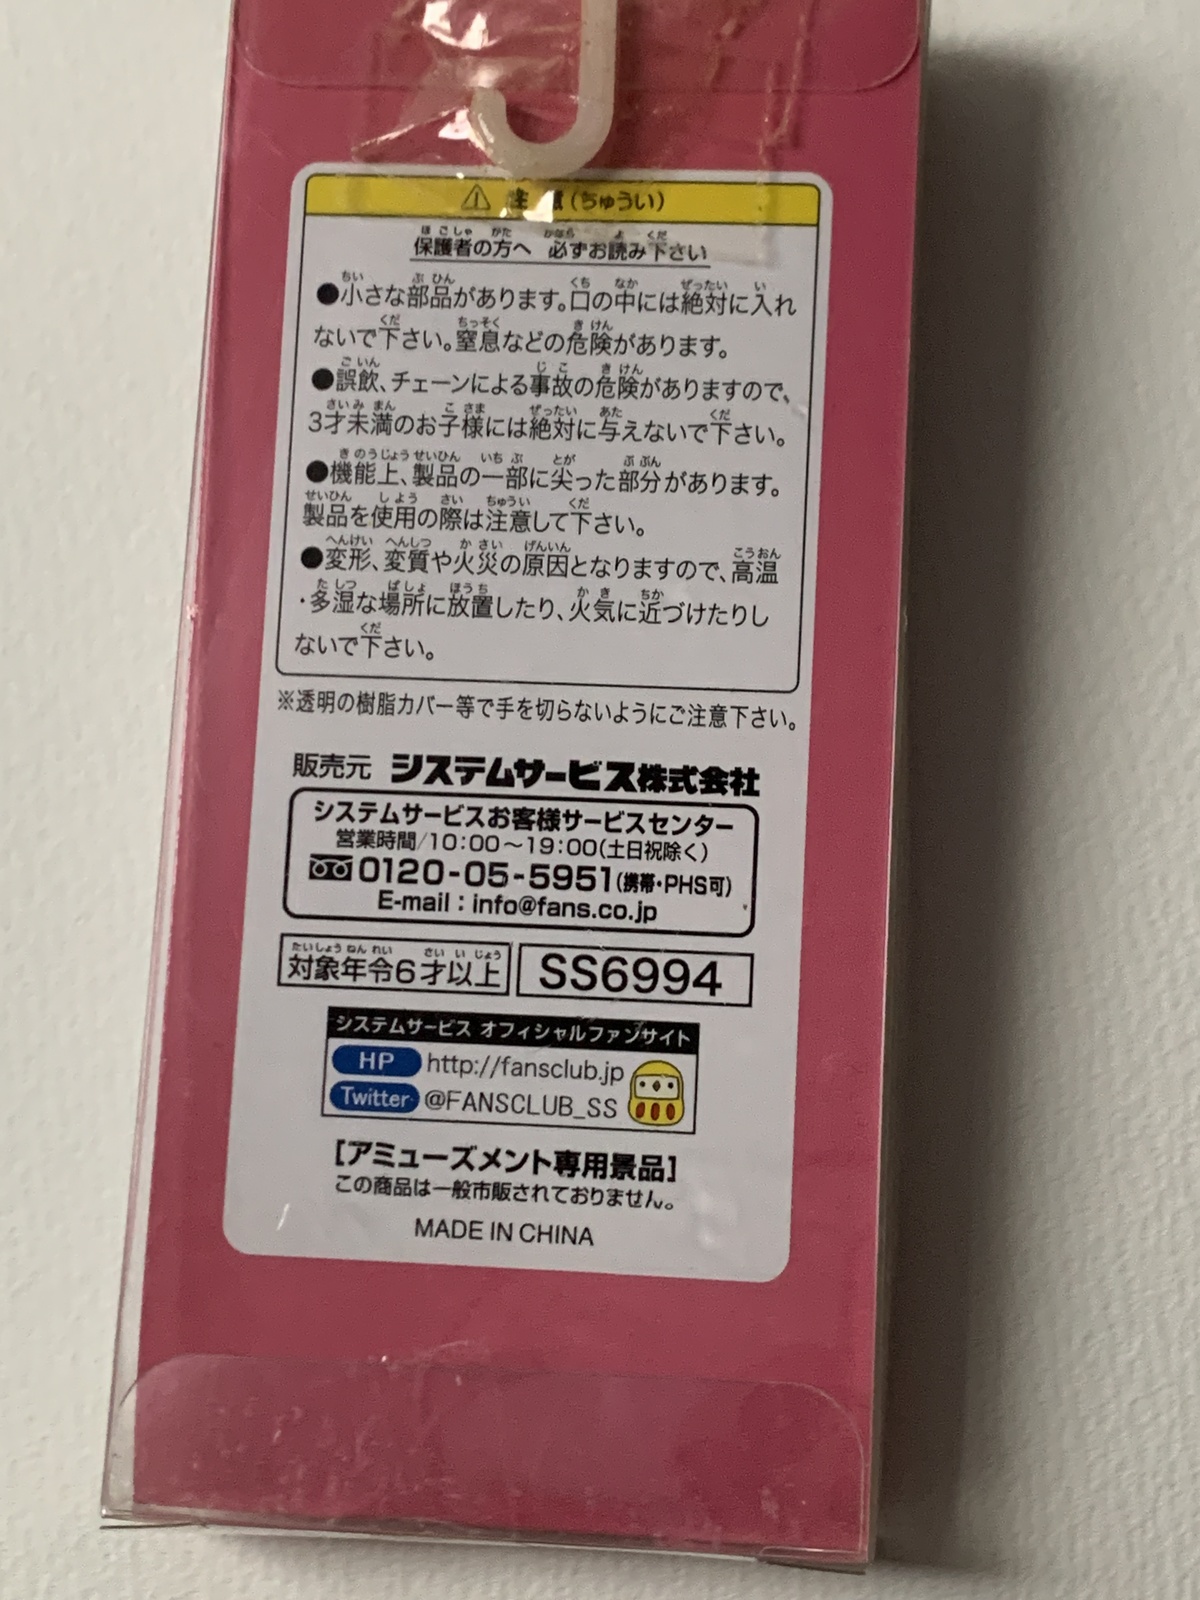 注意(ちゅうい)
保護者の方へ 必ずお読み下さい
●小さな部品があります。口の中には絶対に入れ
ないで下さい。窒息などの危険があります。
●誤飲、チェーンによる事故の危険がありますので、
3才未満のお子様には絶対に与えないで下さい。
●機能上、製品の一部に尖った部分があります。
製品を使用の際は注意して下さい。
●変形、変質や火災の原因となりますので、高温
・多湿な場所に放置したり、火気に近づけたりし
ないで下さい。
※透明の樹脂カバー等で手を切らないようにご注意下さい。
販売元 システムサービス株式会社
システムサービスお客様サービスセンター
営業時間/10:00～19:00(土日祝除く)
0120-05-5951(携帯・PHS可)
E-mail : info@fans.co.jp
対象年令6才以上 SS6994
システムサービス オフィシャルファンサイト
HP http://fansclub.jp
Twitter @FANSCLUB_SS
[アミューズメント専用景品]
この商品は一般市販されておりません。
MADE IN CHINA